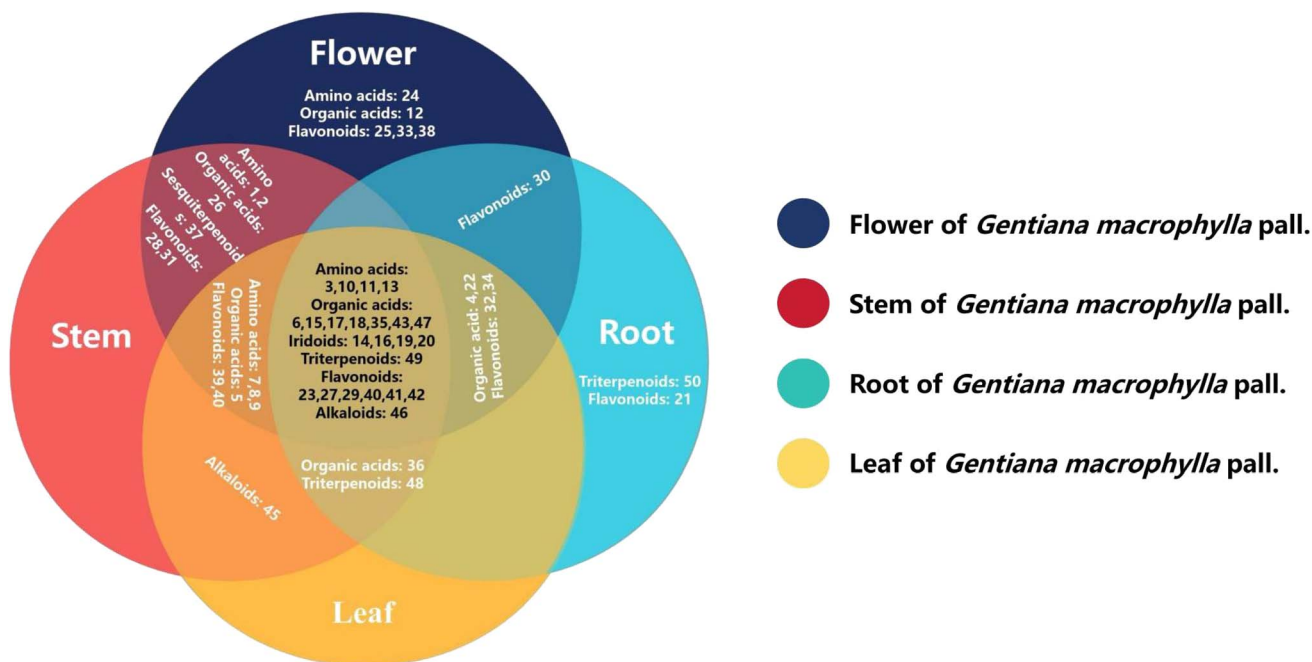 Flower
Amino acids: 24
Organic acids: 12
Flavonoids: 25,33,38
Amino
acids: 1,2
Organic acids:
26
Sesquiterpenoid
s: 37
Flavonoids:
28,31
Flavonoids: 30
Stem
Amino acids: 7,8,9
Organic acids: 5
Flavonoids: 39,40
Amino acids:
3,10,11,13
Organic acids:
6,15,17,18,35,43,47
Iridoids: 14,16,19,20
Triterpenoids: 49
Flavonoids:
23,27,29,40,41,42
Alkaloids: 46
Organic acid: 4,22
Flavonoids: 32,34
Root
Triterpenoids: 50
Flavonoids: 21
Alkaloids: 45
Organic acids: 36
Triterpenoids: 48
Leaf
Flower of Gentiana macrophylla pall.
Stem of Gentiana macrophylla pall.
Root of Gentiana macrophylla pall.
Leaf of Gentiana macrophylla pall.